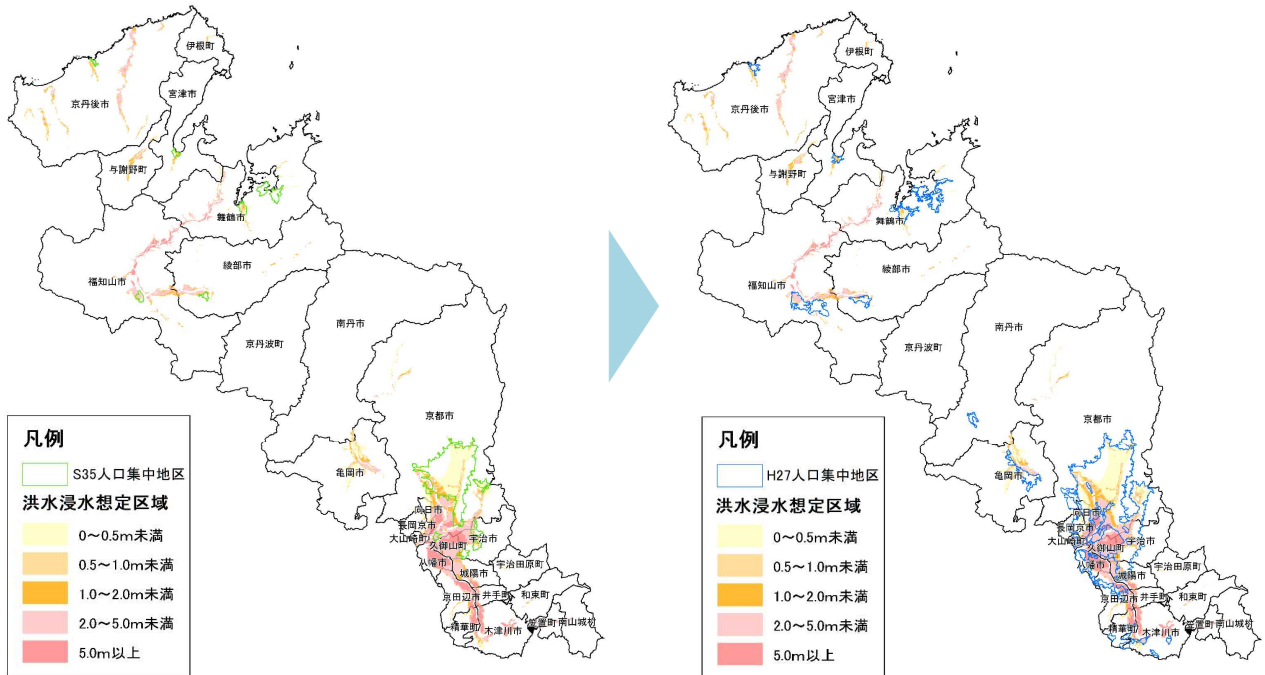 伊根町
京丹後市
宮津市
与謝野町
舞鶴市
綾部市
福知山市
南丹市
京丹波町
京都市
亀岡市
向日市
長岡京市
大山崎町
久御山町
宇治市
八幡市
城陽市
宇治田原町
京田辺市
井手町
和束町
精華町
木津川市
笠置町
南山城村
凡例
S35人口集中地区
洪水浸水想定区域
0~0.5m未満
0.5~1.0m未満
1.0~2.0m未満
2.0~5.0m未満
5.0m以上
伊根町
京丹後市
宮津市
与謝野町
舞鶴市
綾部市
福知山市
南丹市
京丹波町
京都市
亀岡市
向日市
長岡京市
大山崎町
久御山町
宇治市
八幡市
城陽市
宇治田原町
京田辺市
井手町
和束町
精華町
木津川市
笠置町
南山城村
凡例
H27人口集中地区
洪水浸水想定区域
0~0.5m未満
0.5~1.0m未満
1.0~2.0m未満
2.0~5.0m未満
5.0m以上